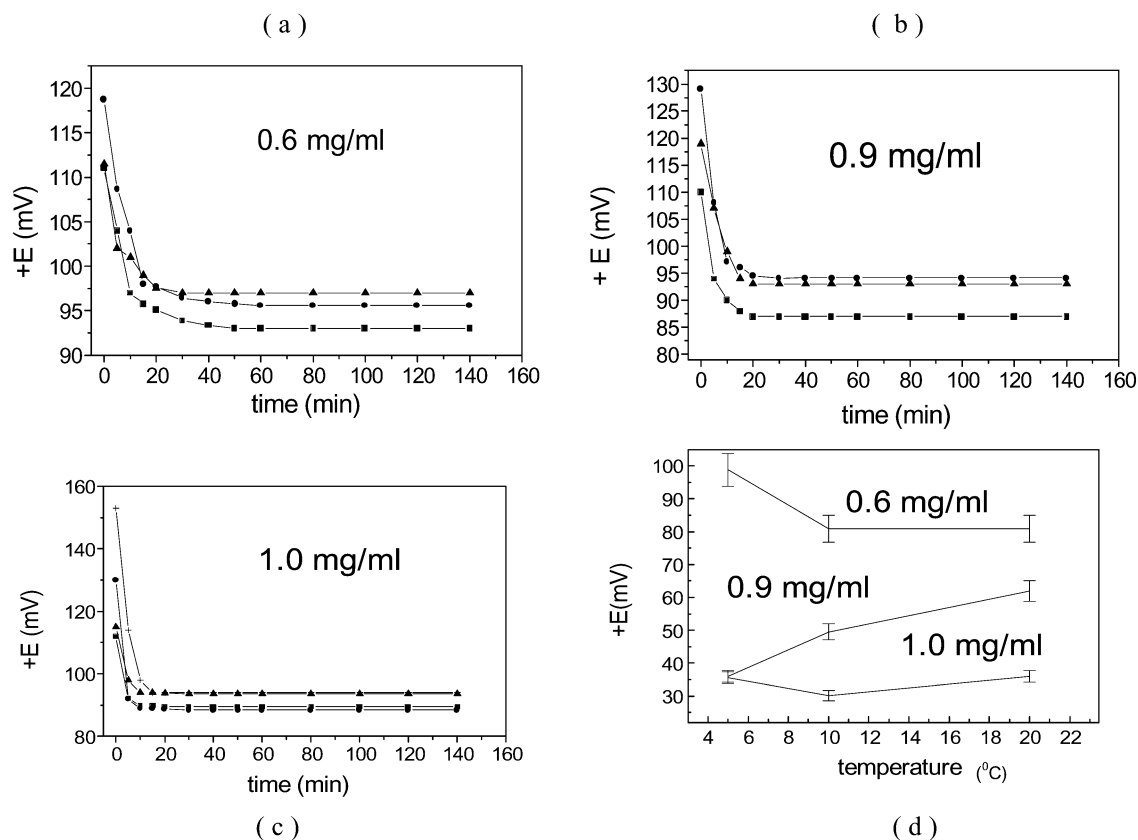 ( a )
( b )
120
115
110
105
100
95
90
+E (mV)
0.6 mg/ml
0 20 40 60 80 100 120 140 160
time (min)
130
125
120
115
110
105
100
95
90
85
80
+ E (mV)
0.9 mg/ml
0 20 40 60 80 100 120 140 160
time (min)
160
140
120
100
80
+E (mV)
1.0 mg/ml
0 20 40 60 80 100 120 140 160
time (min)
100
90
80
70
60
50
40
30
+E(mV)
0.6 mg/ml
0.9 mg/ml
1.0 mg/ml
4 6 8 10 12 14 16 18 20 22
temperature (⁰C)
( c )
( d )